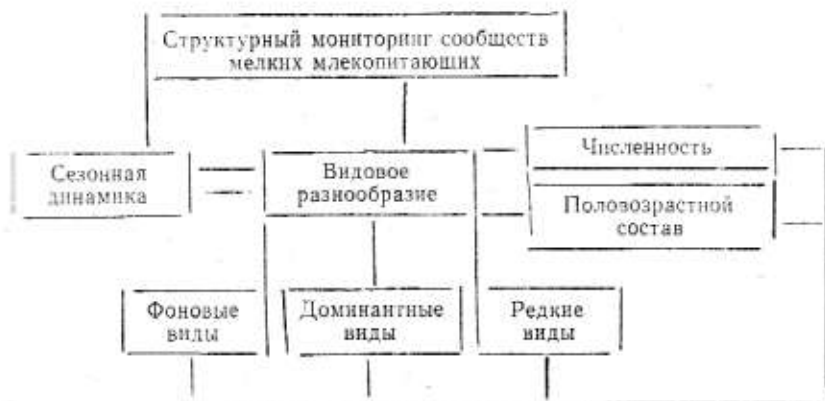 Структурный мониторинг сообществ
мелких млекопитающих
Сезонная
динамика
Видовое
разнообразие
Численность
Половозрастной
состав
Фоновые
виды
Доминантные
виды
Редкие
виды